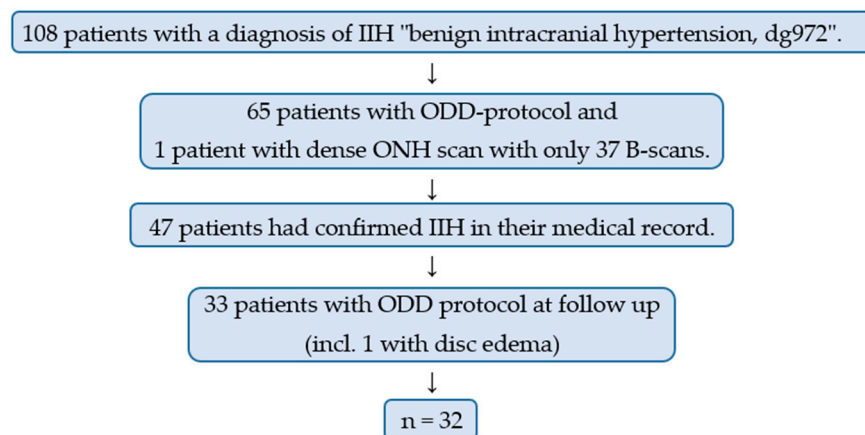 108 patients with a diagnosis of IIH "benign intracranial hypertension, dg972".
↓
65 patients with ODD-protocol and
1 patient with dense ONH scan with only 37 B-scans.
↓
47 patients had confirmed IIH in their medical record.
↓
33 patients with ODD protocol at follow up
(incl. 1 with disc edema)
↓
n = 32